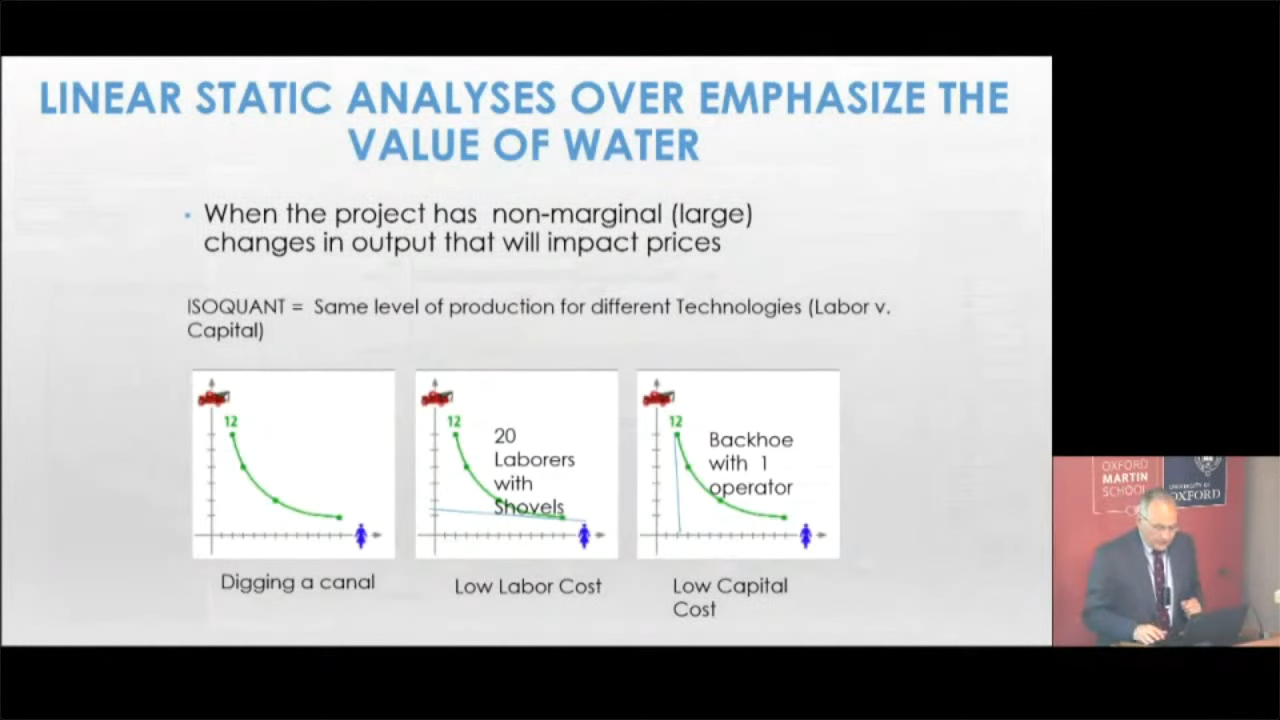 LINEAR STATIC ANALYSES OVER EMPHASIZE THE
VALUE OF WATER
• When the project has non-marginal (large)
changes in output that will impact prices
ISOQUANT = Same level of production for different Technologies (Labor v.
Capital)
12
12
20
Laborers
with
Shovels
12
Backhoe
with 1
operator
Digging a canal
Low Labor Cost
Low Capital
Cost
OXFORD
MARTIN
SCHOOL
UNIVERSITY OF
OXFORD